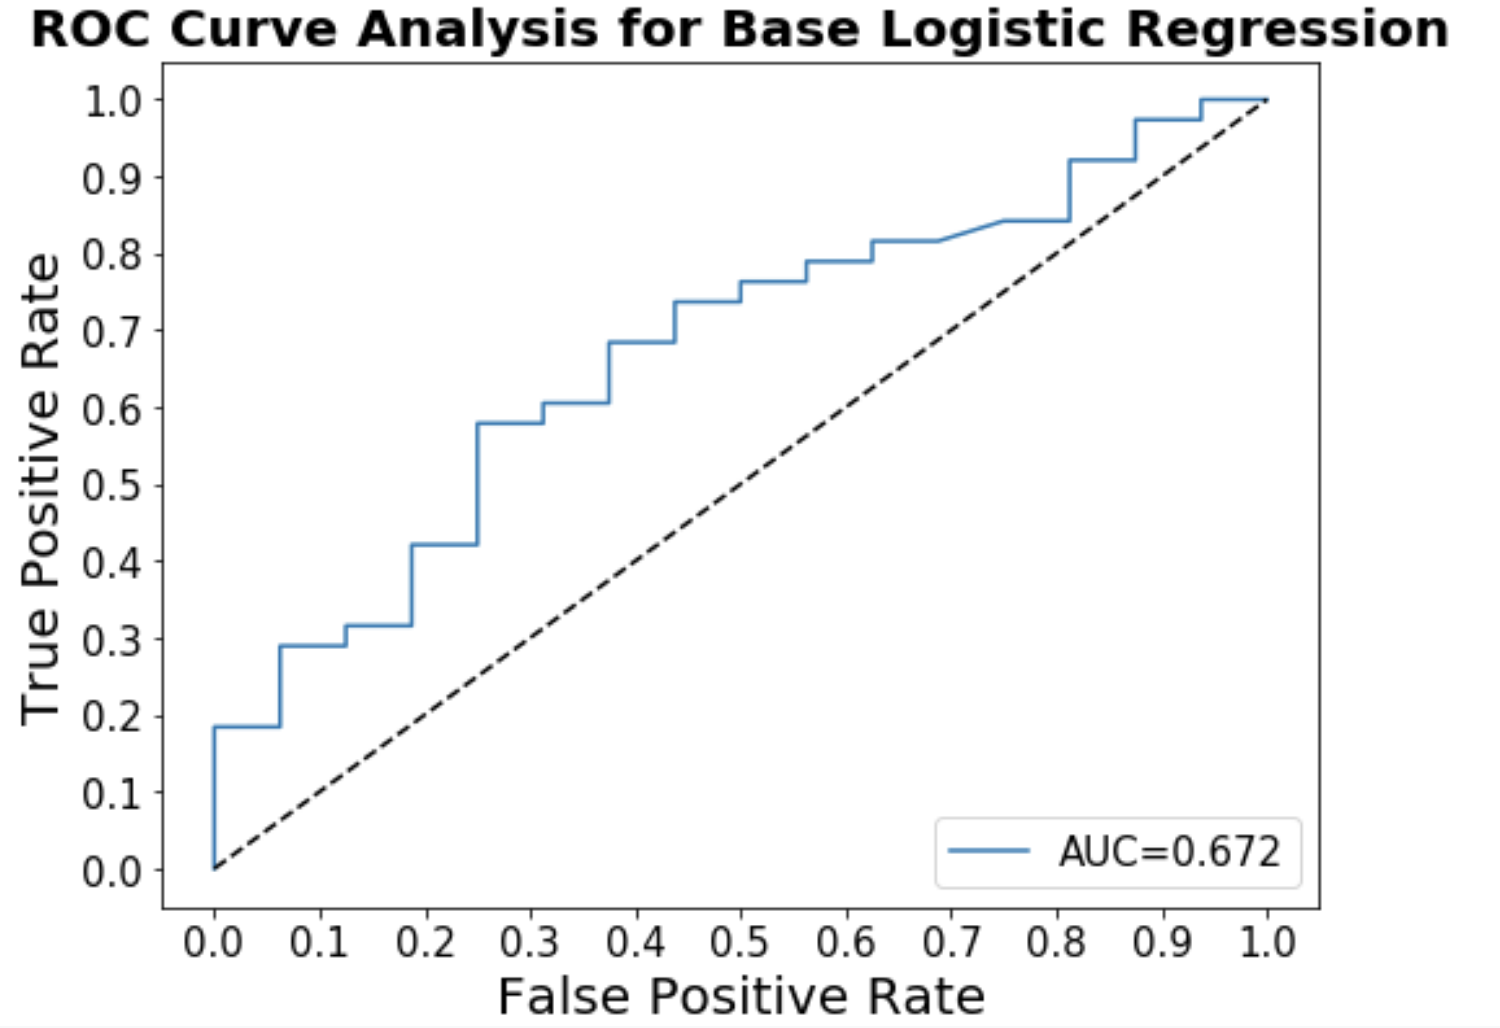 ROC Curve Analysis for Base Logistic Regression
1.0
0.9
0.8
0.7
0.6
0.5
0.4
0.3
0.2
0.1
0.0
True Positive Rate
AUC=0.672
0.0 0.1 0.2 0.3 0.4 0.5 0.6 0.7 0.8 0.9 1.0
False Positive Rate